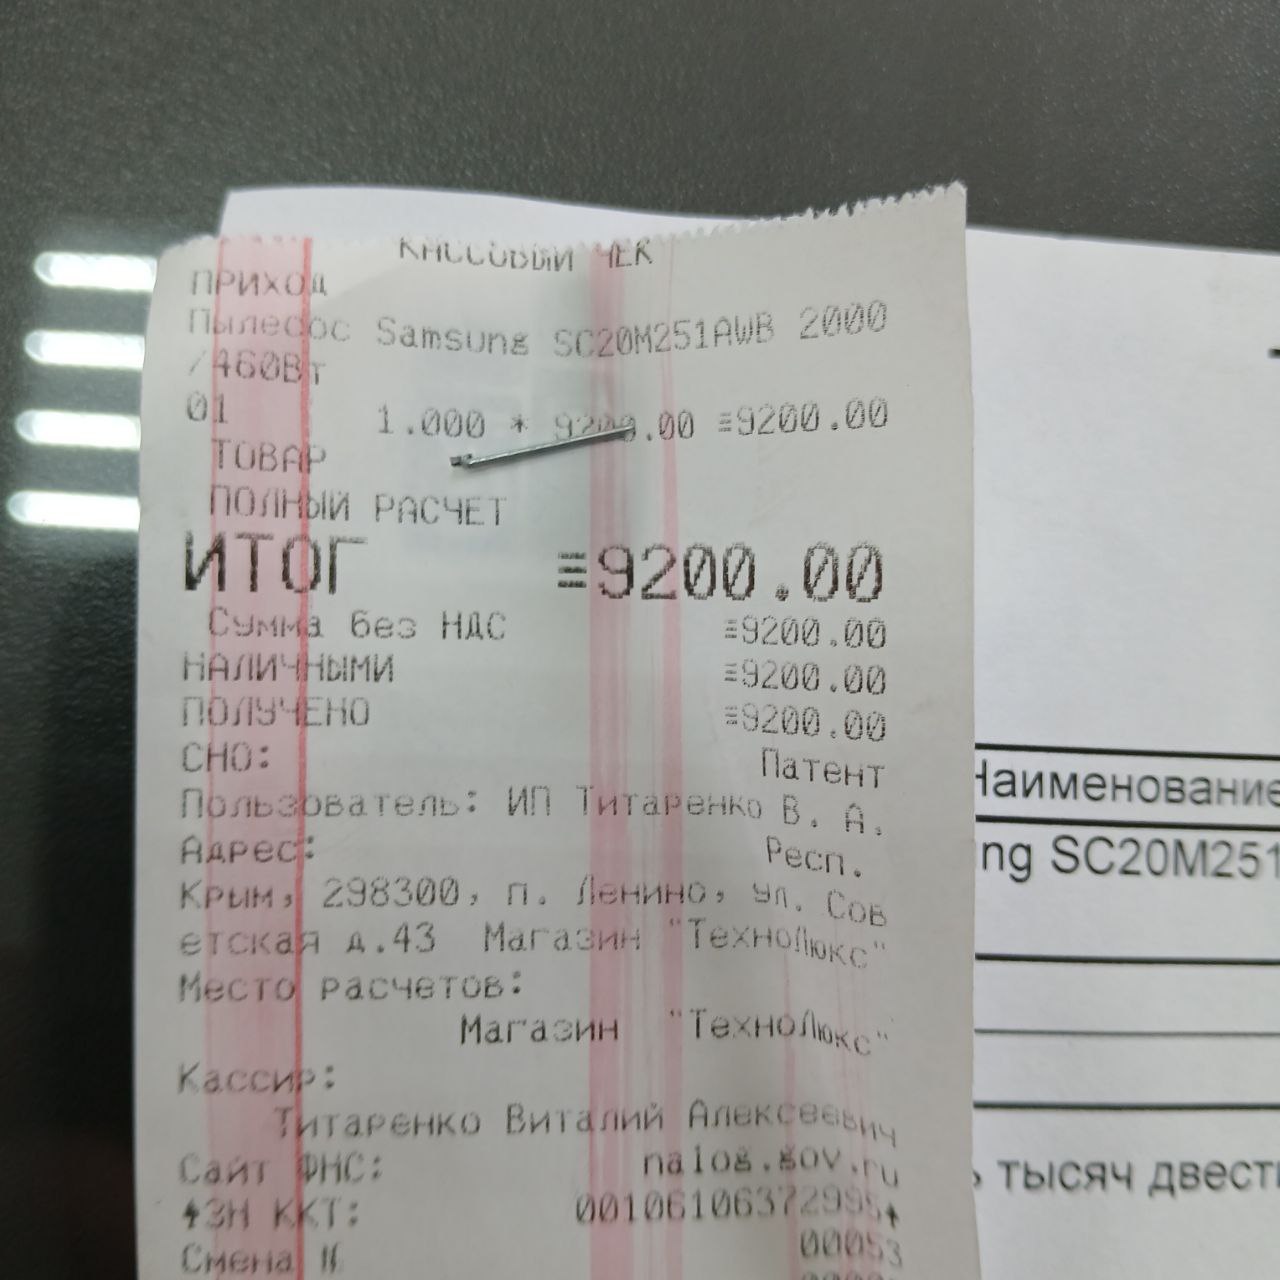 КАССОВЫЙ ЧЕК
ПРИХОД
Пылесос Samsung SC20M251AWB 2000
/460Вт
01 1.000 * 9200.00 ≡9200.00
ТОВАР
ПОЛНЫЙ РАСЧЕТ
ИТОГ ≡9200.00
Сумма без НДС ≡9200.00
НАЛИЧНЫМИ ≡9200.00
ПОЛУЧЕНО ≡9200.00
СНО: Патент
Пользователь: ИП Титаренко В. А.
Адрес: Респ.
Крым, 298300, п. Ленино, ул. Сов
етская д.43 Магазин "ТехноЛюкс"
Место расчетов:
Магазин "ТехноЛюкс"
Кассир:
Титаренко Виталий Алексеевич
Сайт ФНС: nalog.gov.ru
ЗН ККТ:
Смена № 00053
Наименование
ng SC20M251
ь тысяч двести